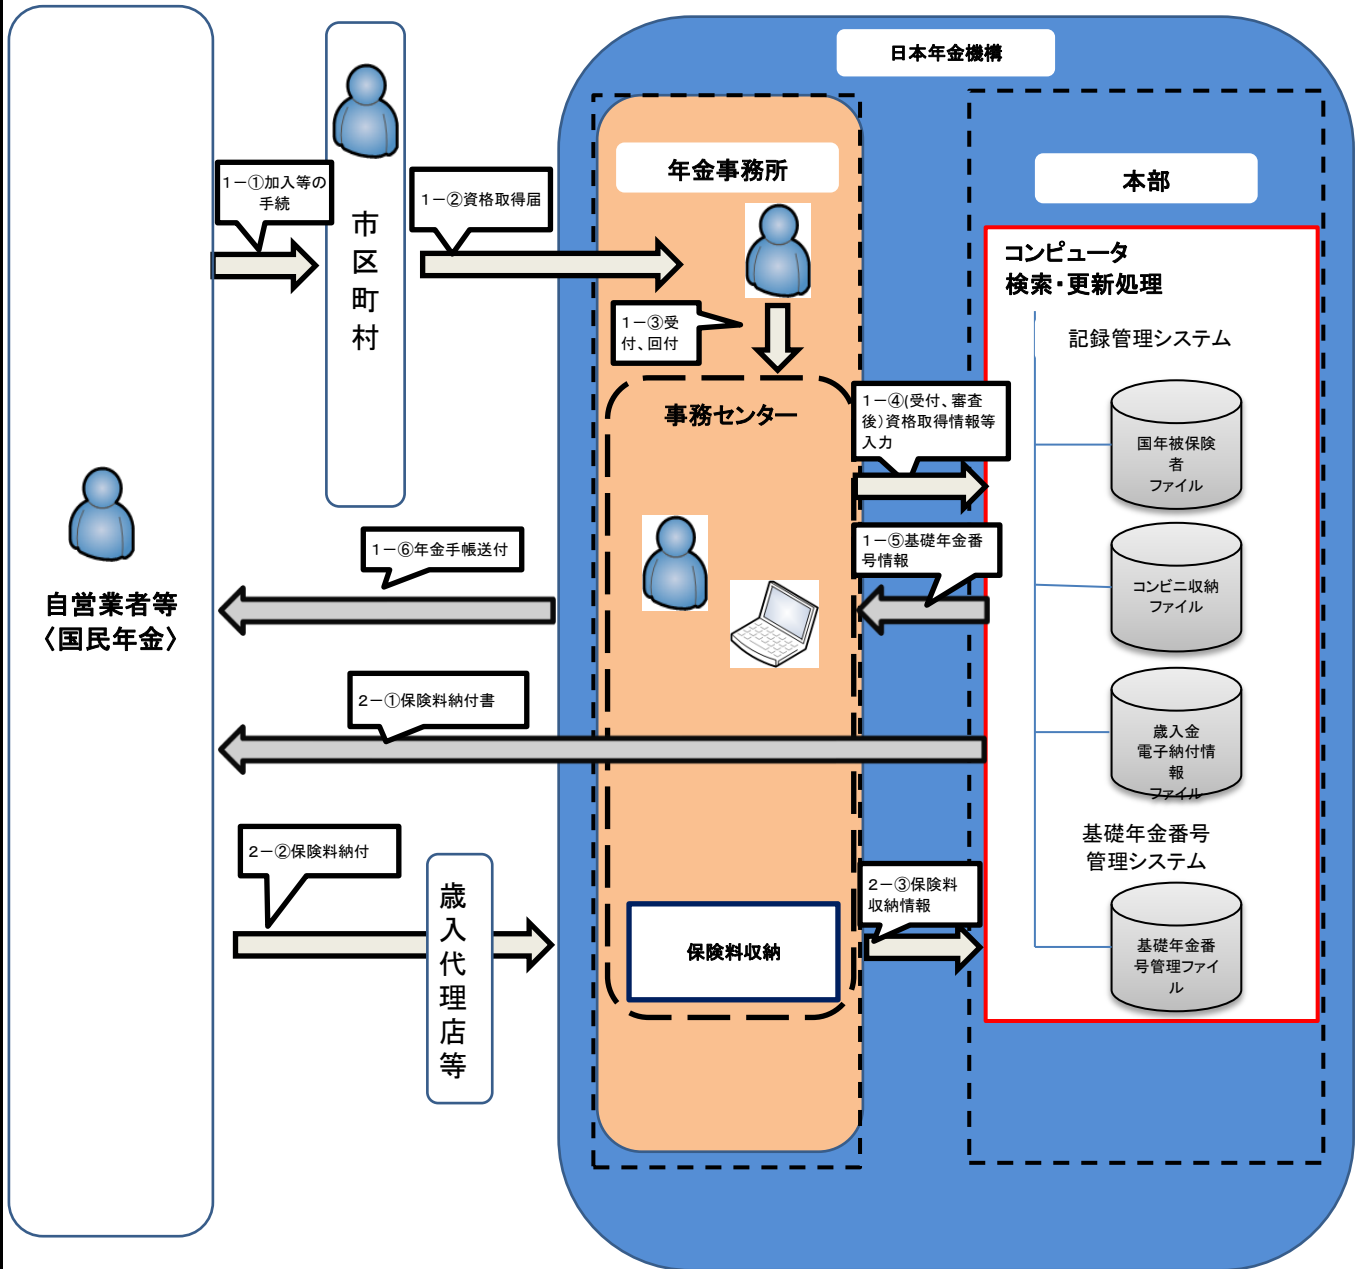 日本年金機構
年金事務所
本部
1－①加入等の
手続
市
区
町
村
1－②資格取得届
1－③受
付、回付
コンピュータ
検索・更新処理
記録管理システム
国年被保険
者
ファイル
コンビニ収納
ファイル
歳入金
電子納付情
報
ファイル
基礎年金番号
管理システム
基礎年金番
号管理ファイ
ル
事務センター
1－④(受付、審査
後)資格取得情報等
入力
1－⑤基礎年金番
号情報
1－⑥年金手帳送付
自営業者等
〈国民年金〉
2－①保険料納付書
2－②保険料納付
歳
入
代
理
店
等
保険料収納
2－③保険料
収納情報